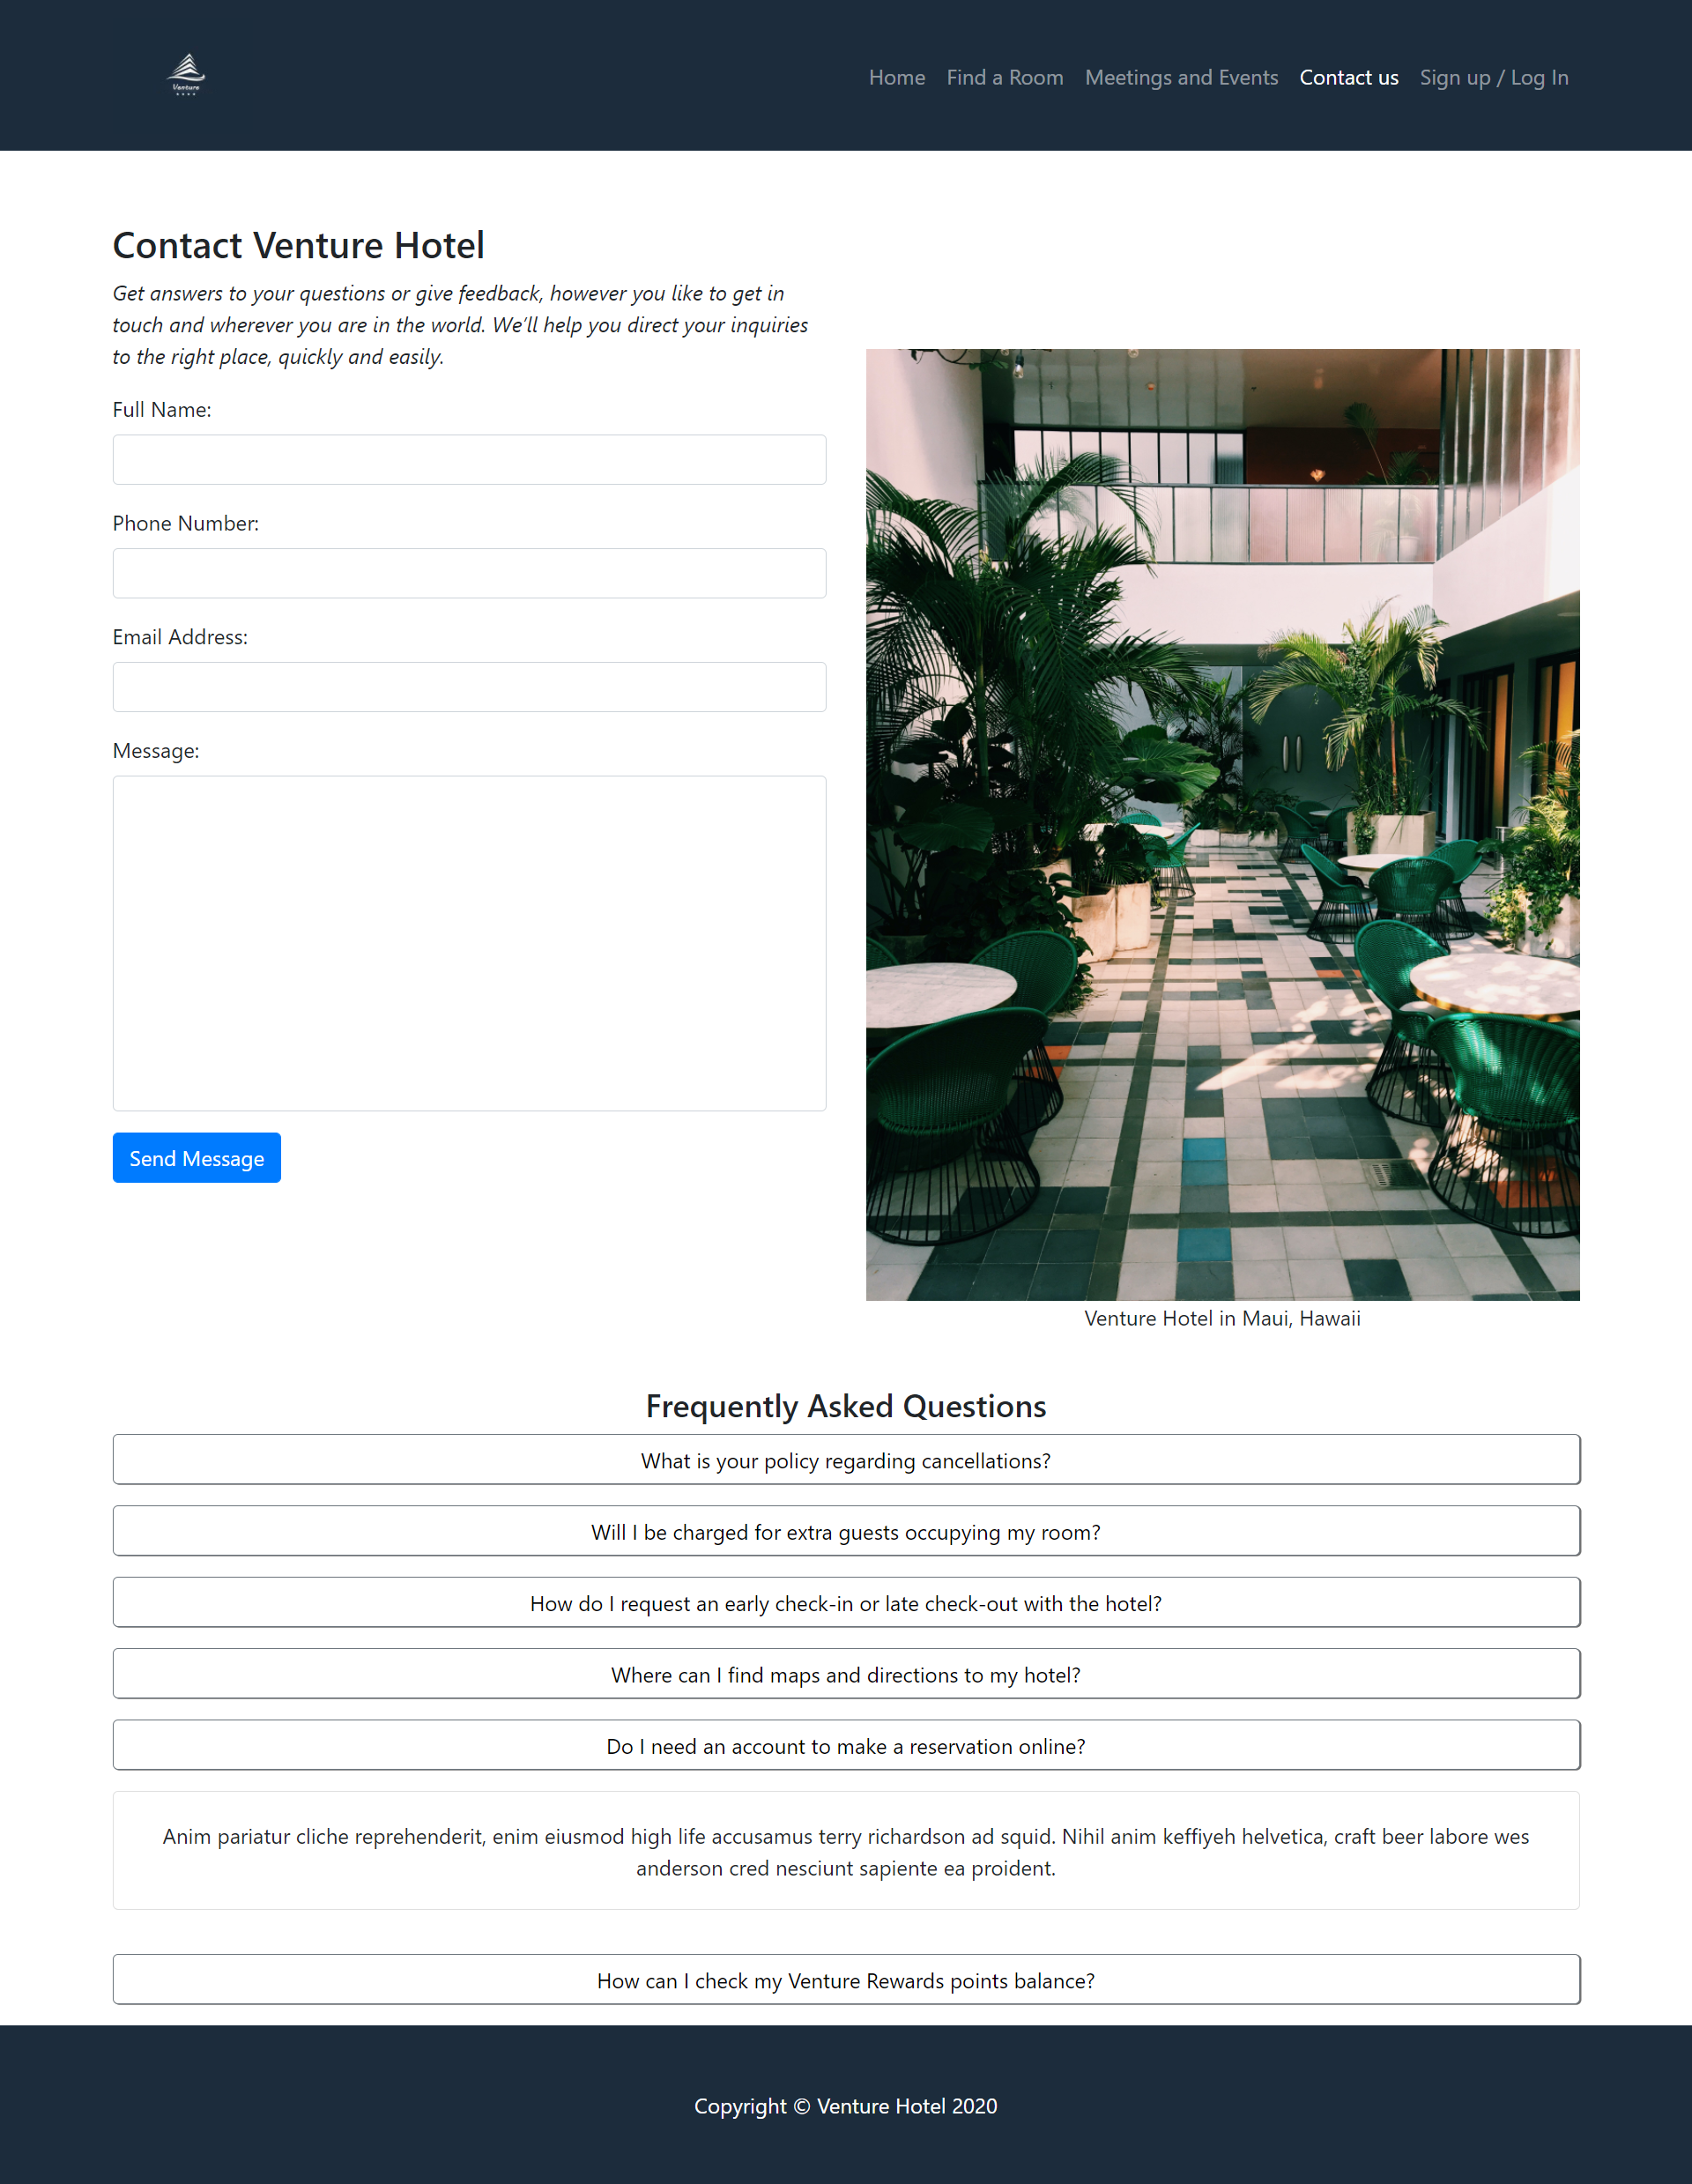 Venture
Home
Find a Room
Meetings and Events
Contact us
Sign up / Log In
Contact Venture Hotel
Get answers to your questions or give feedback, however you like to get in
touch and wherever you are in the world. We’ll help you direct your inquiries
to the right place, quickly and easily.
Full Name:
Phone Number:
Email Address:
Message:
Send Message
Venture Hotel in Maui, Hawaii
Frequently Asked Questions
What is your policy regarding cancellations?
Will I be charged for extra guests occupying my room?
How do I request an early check-in or late check-out with the hotel?
Where can I find maps and directions to my hotel?
Do I need an account to make a reservation online?
Anim pariatur cliche reprehenderit, enim eiusmod high life accusamus terry richardson ad squid. Nihil anim keffiyeh helvetica, craft beer labore wes
anderson cred nesciunt sapiente ea proident.
How can I check my Venture Rewards points balance?
Copyright © Venture Hotel 2020